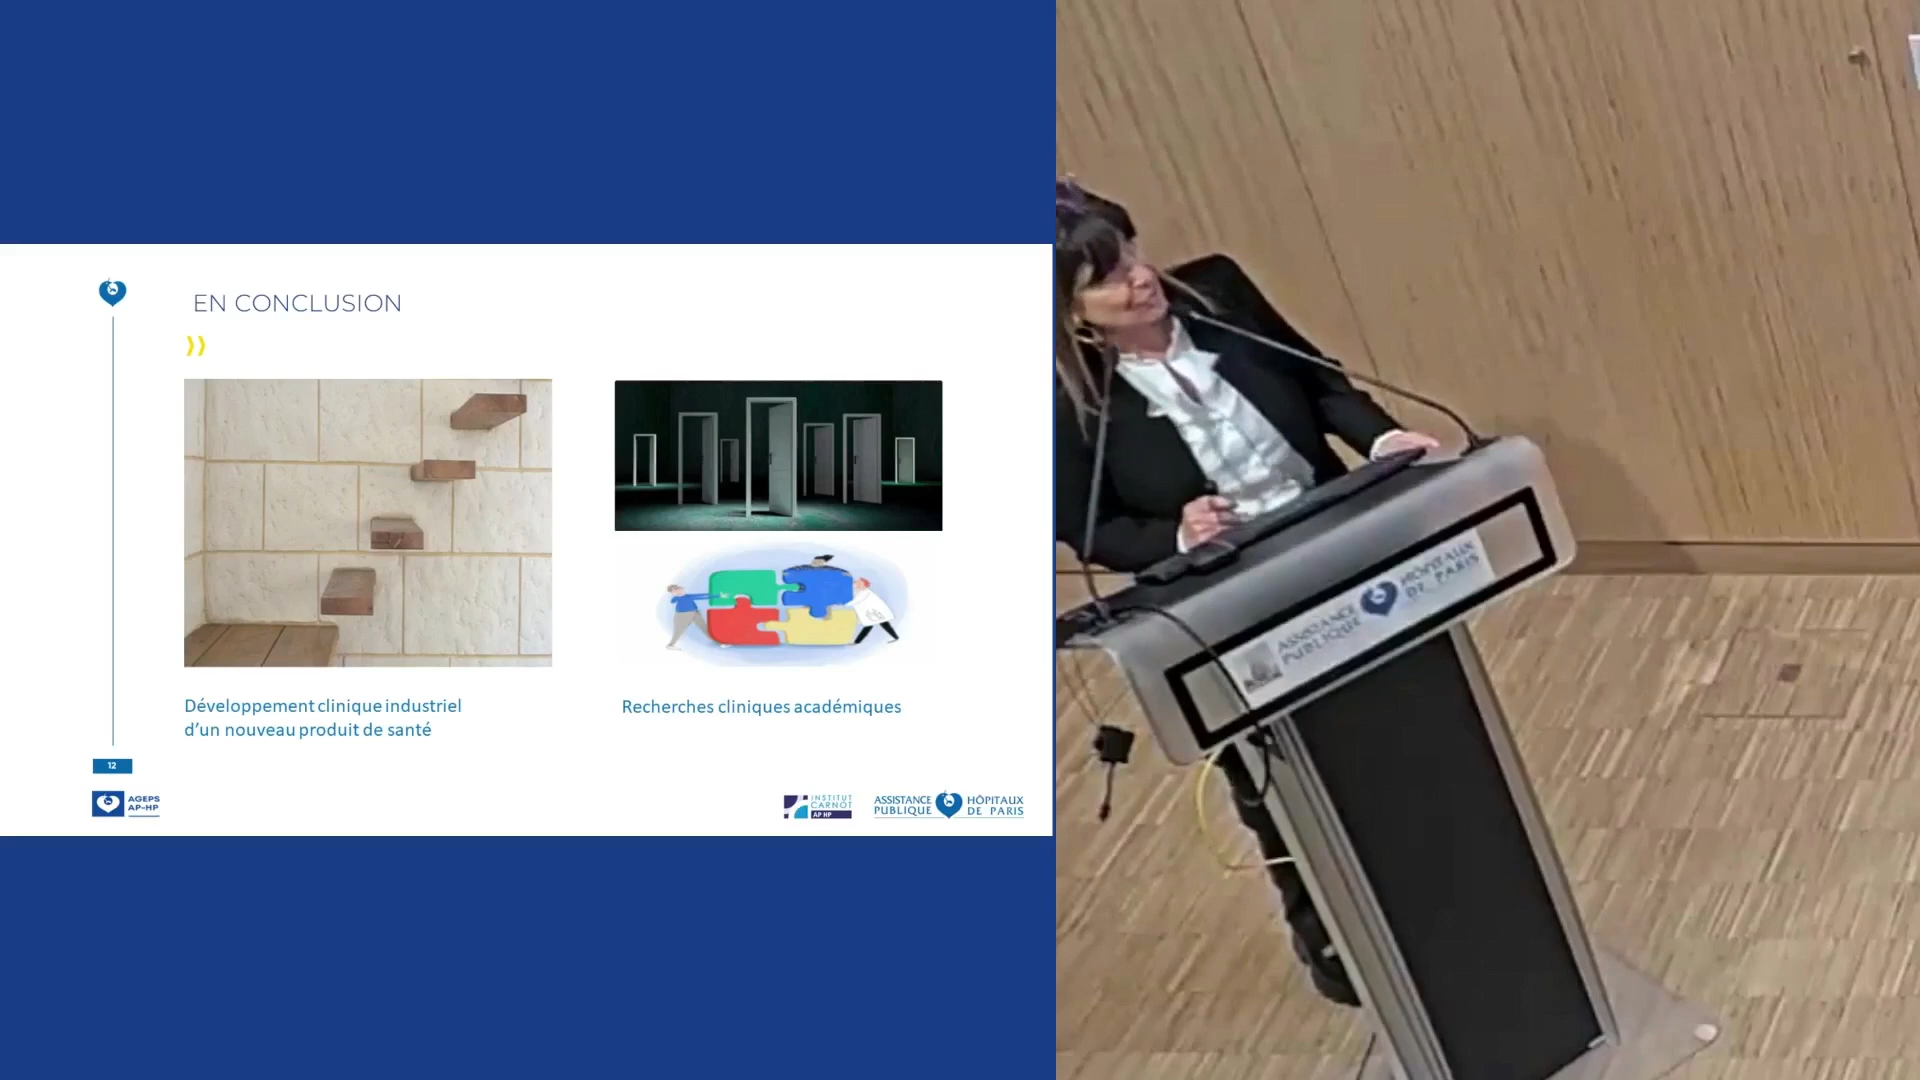 EN CONCLUSION
Développement clinique industriel
d’un nouveau produit de santé
Recherches cliniques académiques
12
AGEPS
AP-HP
INSTITUT
CARNOT
AP HP
ASSISTANCE
PUBLIQUE
HÔPITAUX
DE PARIS
ASSISTANCE
PUBLIQUE
HÔPITAUX
DE PARIS